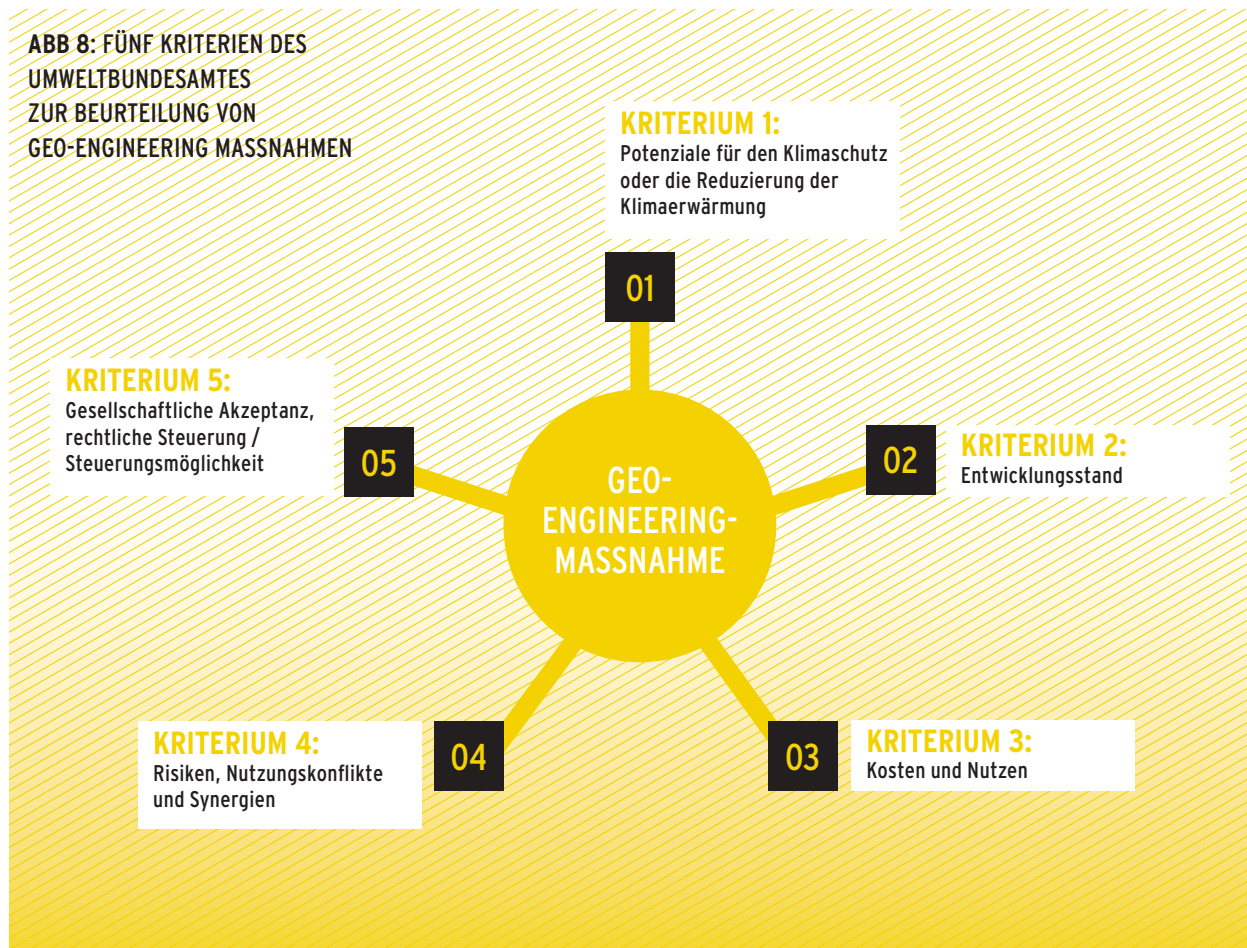 ABB 8: FÜNF KRITERIEN DES
UMWELTBUNDESAMTES
ZUR BEURTEILUNG VON
GEO-ENGINEERING MASSNAHMEN
KRITERIUM 1:
Potenziale für den Klimaschutz
oder die Reduzierung der
Klimaerwärmung
01
KRITERIUM 2:
Entwicklungsstand
02
KRITERIUM 3:
Kosten und Nutzen
03
KRITERIUM 4:
Risiken, Nutzungskonflikte
und Synergien
04
KRITERIUM 5:
Gesellschaftliche Akzeptanz,
rechtliche Steuerung /
Steuerungsmöglichkeit
05
GEO-
ENGINEERING-
MASSNAHME